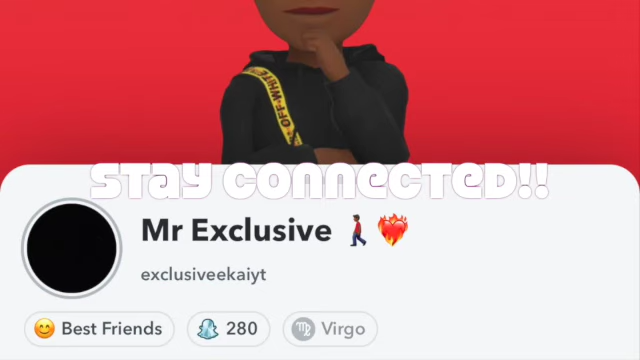 OFF-WHITE
STAY CONNECTED!!
Mr Exclusive 🚶🏾‍♂️❤️‍🔥
exclusiveekaiyt
😊 Best Friends
280
♍ Virgo